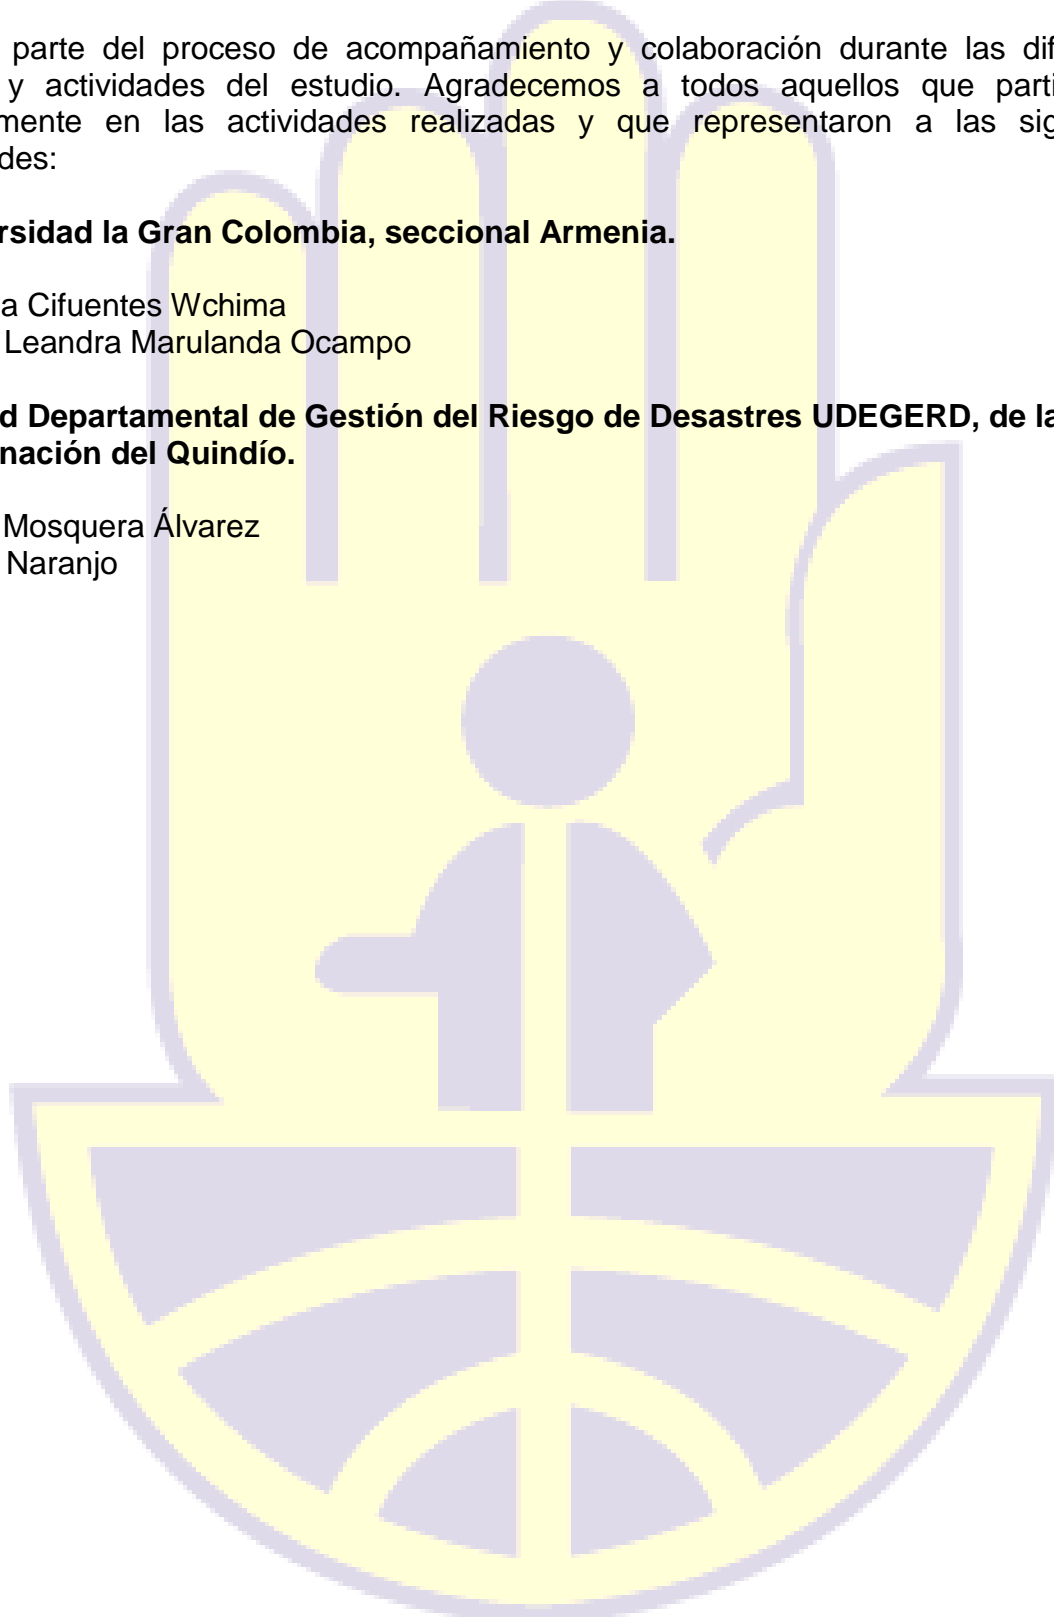 parte del proceso de acompañamiento y colaboración durante las dif
y actividades del estudio. Agradecemos a todos aquellos que parti
mente en las actividades realizadas y que representaron a las sig
des:
rsidad la Gran Colombia, seccional Armenia.
a Cifuentes Wchima
Leandra Marulanda Ocampo
d Departamental de Gestión del Riesgo de Desastres UDEGERD, de la
nación del Quindío.
Mosquera Álvarez
Naranjo